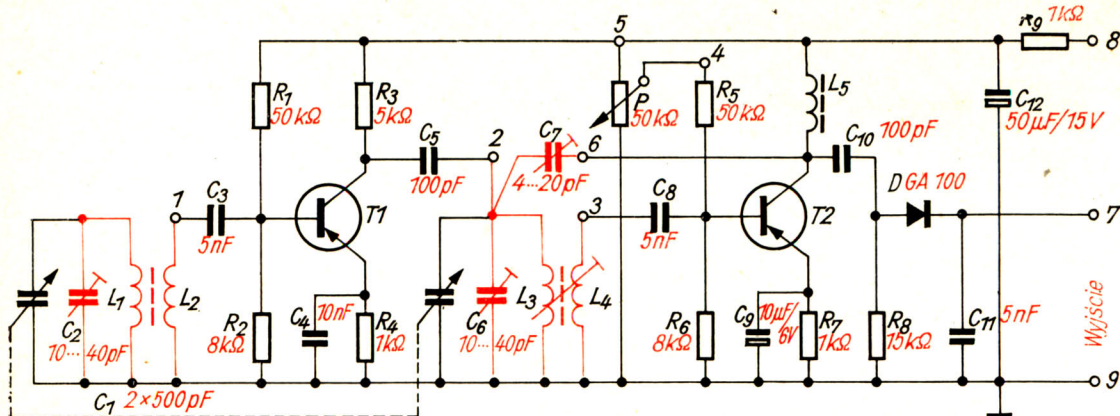 R9 1kΩ
8
5
4
R1
50kΩ
R3
5kΩ
P
50kΩ
R5
50kΩ
L5
C12
50µF/15V
C5
100pF
2
C7
4...20pF
6
C10
100pF
1
C3
5nF
T1
3
C8
5nF
T2
D GA 100
7
C2
10...40pF
L1
L2
R2
8kΩ
C4
10nF
R4
1kΩ
C6
10...40pF
L3
L4
R6
8kΩ
C9
10µF/
6V
R7
1kΩ
R8
15kΩ
C11
5nF
Wyjście
9
C1 2×500pF